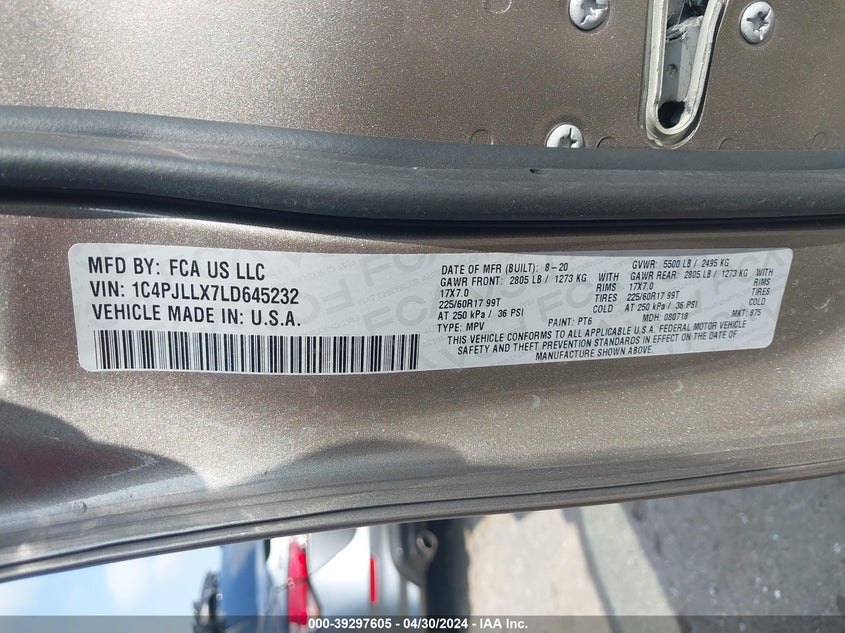 MFD BY: FCA US LLC
VIN: 1C4PJLLX7LD645232
VEHICLE MADE IN: U.S.A.
DATE OF MFR (BUILT): 8-20 GVWR: 5500 LB / 2495 KG
GAWR FRONT: 2805 LB / 1273 KG WITH GAWR REAR: 2805 LB / 1273 KG WITH
17X7.0 RIMS 17X7.0 RIMS
225/60R17 99T TIRES 225/60R17 99T TIRES
AT 250 kPa / 36 PSI COLD AT 250 kPa / 36 PSI COLD
TYPE: MPV PAINT: PT6 MDH: 080718 MKT: 875
THIS VEHICLE CONFORMS TO ALL APPLICABLE U.S.A. FEDERAL MOTOR VEHICLE
SAFETY AND THEFT PREVENTION STANDARDS IN EFFECT ON THE DATE OF
MANUFACTURE SHOWN ABOVE.
000-39297605 - 04/30/2024 - IAA Inc.